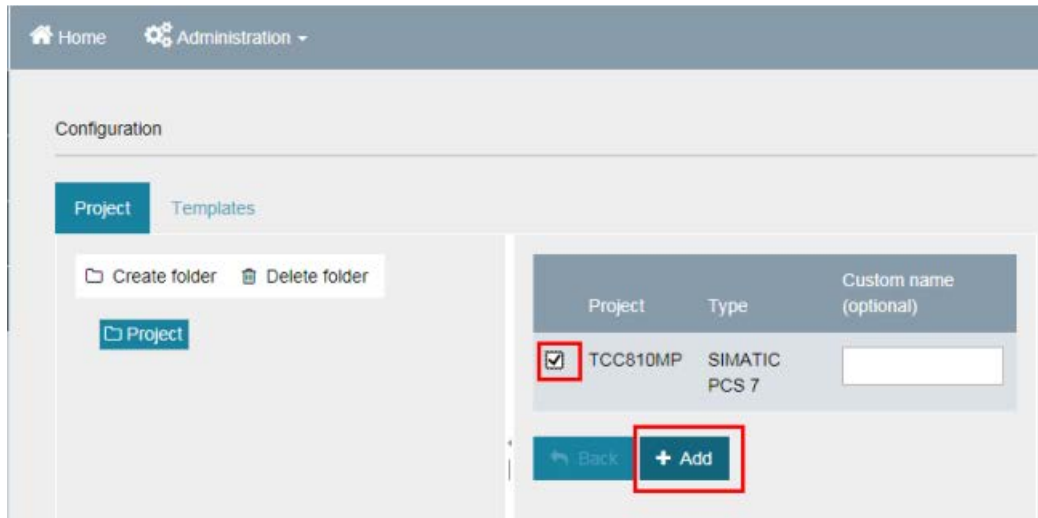 Home Administration
Configuration
Project Templates
Create folder Delete folder
Project
Project Type Custom name (optional)
TCC810MP SIMATIC PCS 7
Back + Add